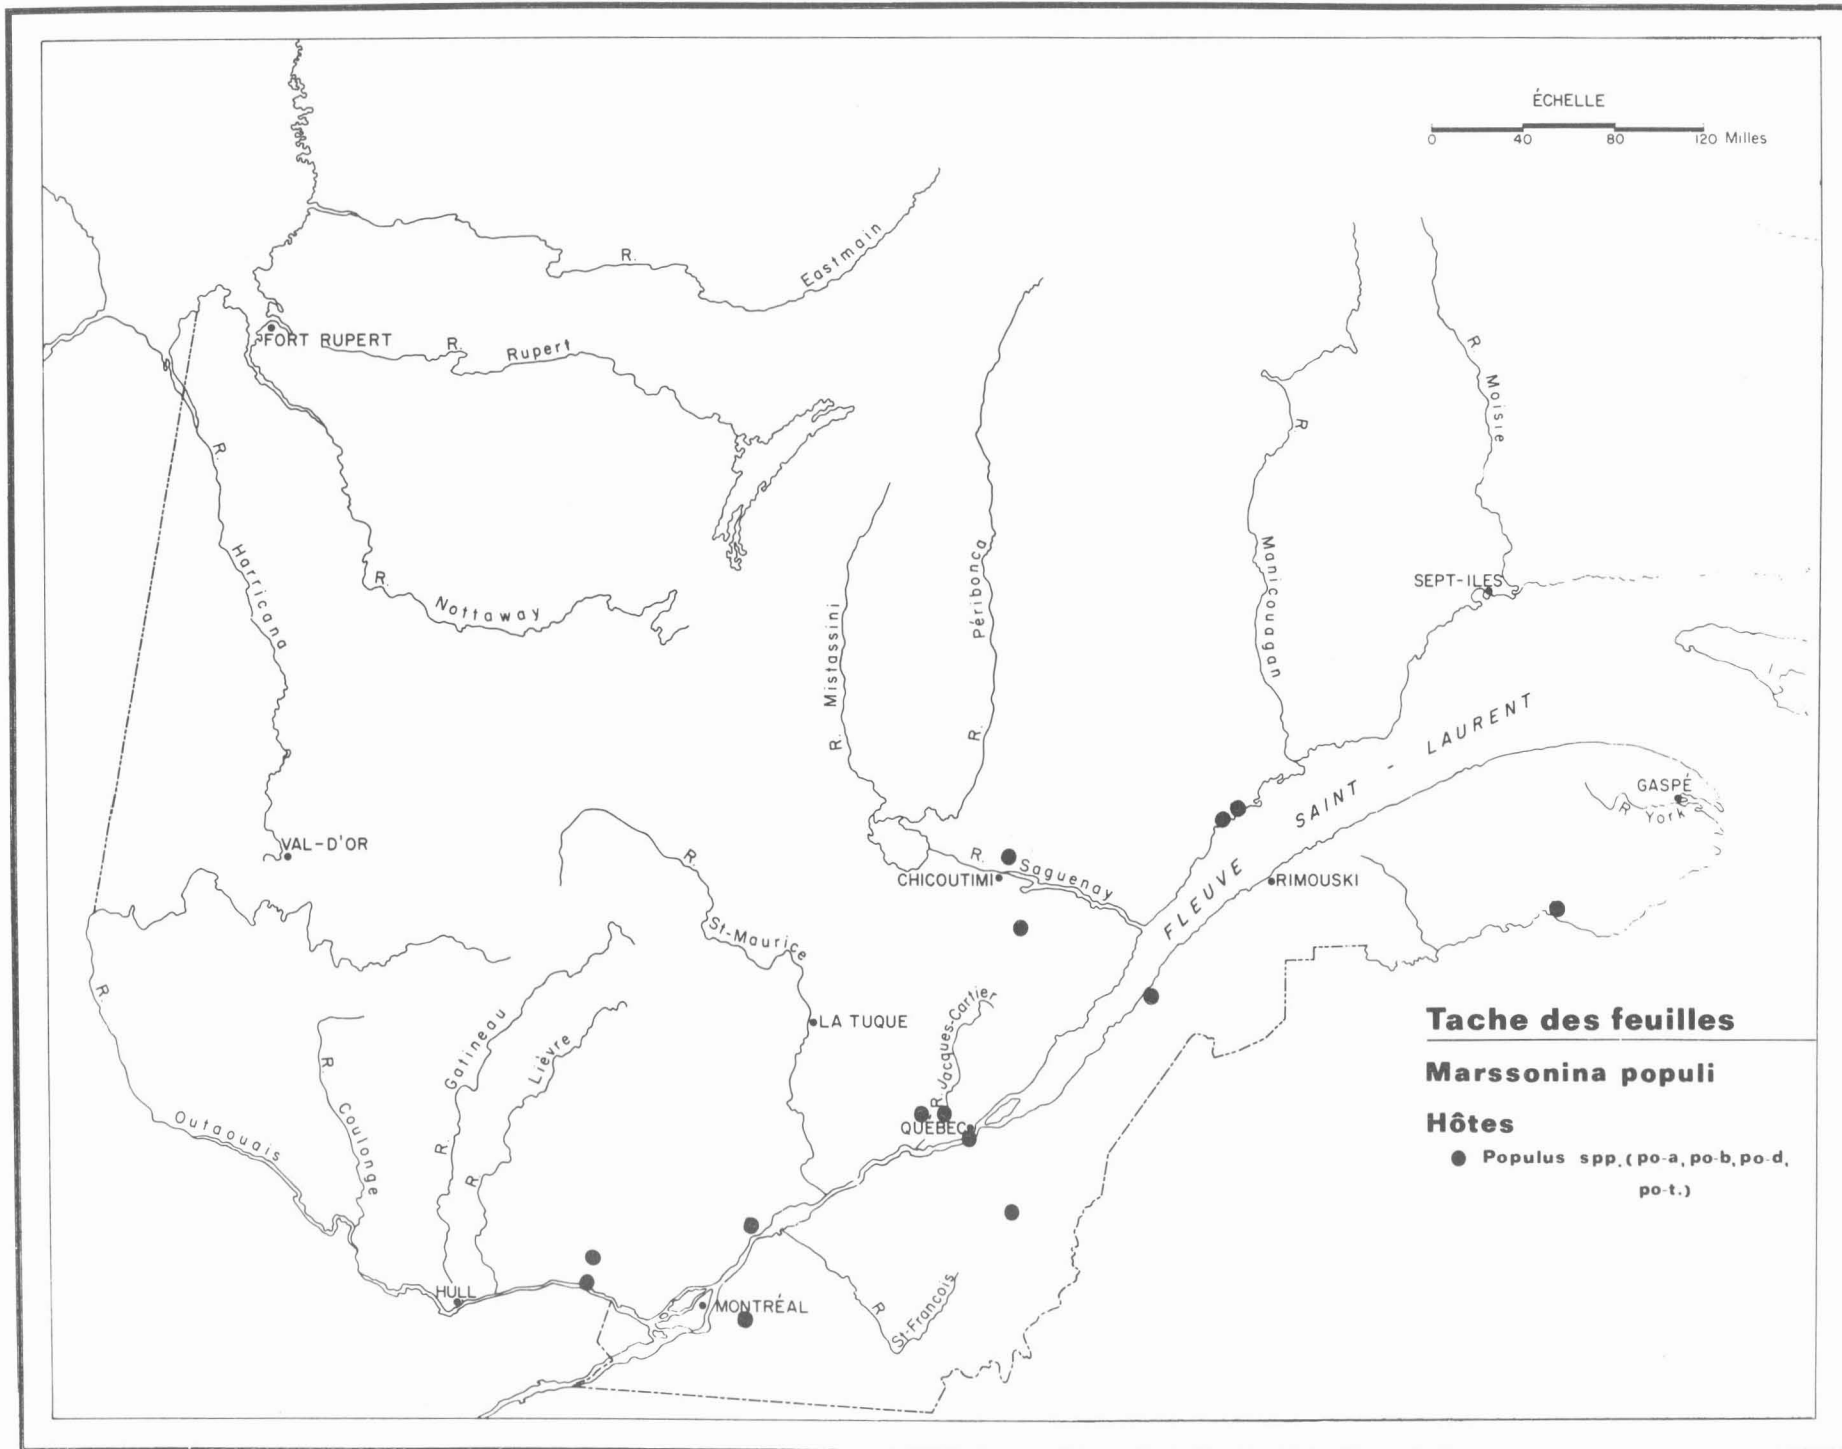 ÉCHELLE
0 40 80 120 Milles
R. Eastmain
FORT RUPERT
R. Rupert
R. Harricana
R. Nottaway
R. Mistassini
R. Péribonca
R. Manicouagan
R. Moisie
SEPT-ILES
FLEUVE SAINT - LAURENT
GASPÉ
R. York
VAL-D'OR
R. Saguenay
CHICOUTIMI
RIMOUSKI
R. St-Maurice
LA TUQUE
R. Jacques-Cartier
R. Gatineau
R. Lièvre
R. Coulonge
R. Outaouais
QUÉBEC
HULL
MONTRÉAL
R. St-François
Tache des feuilles
Marssonina populi
Hôtes
Populus spp. (po-a, po-b, po-d,
po-t.)